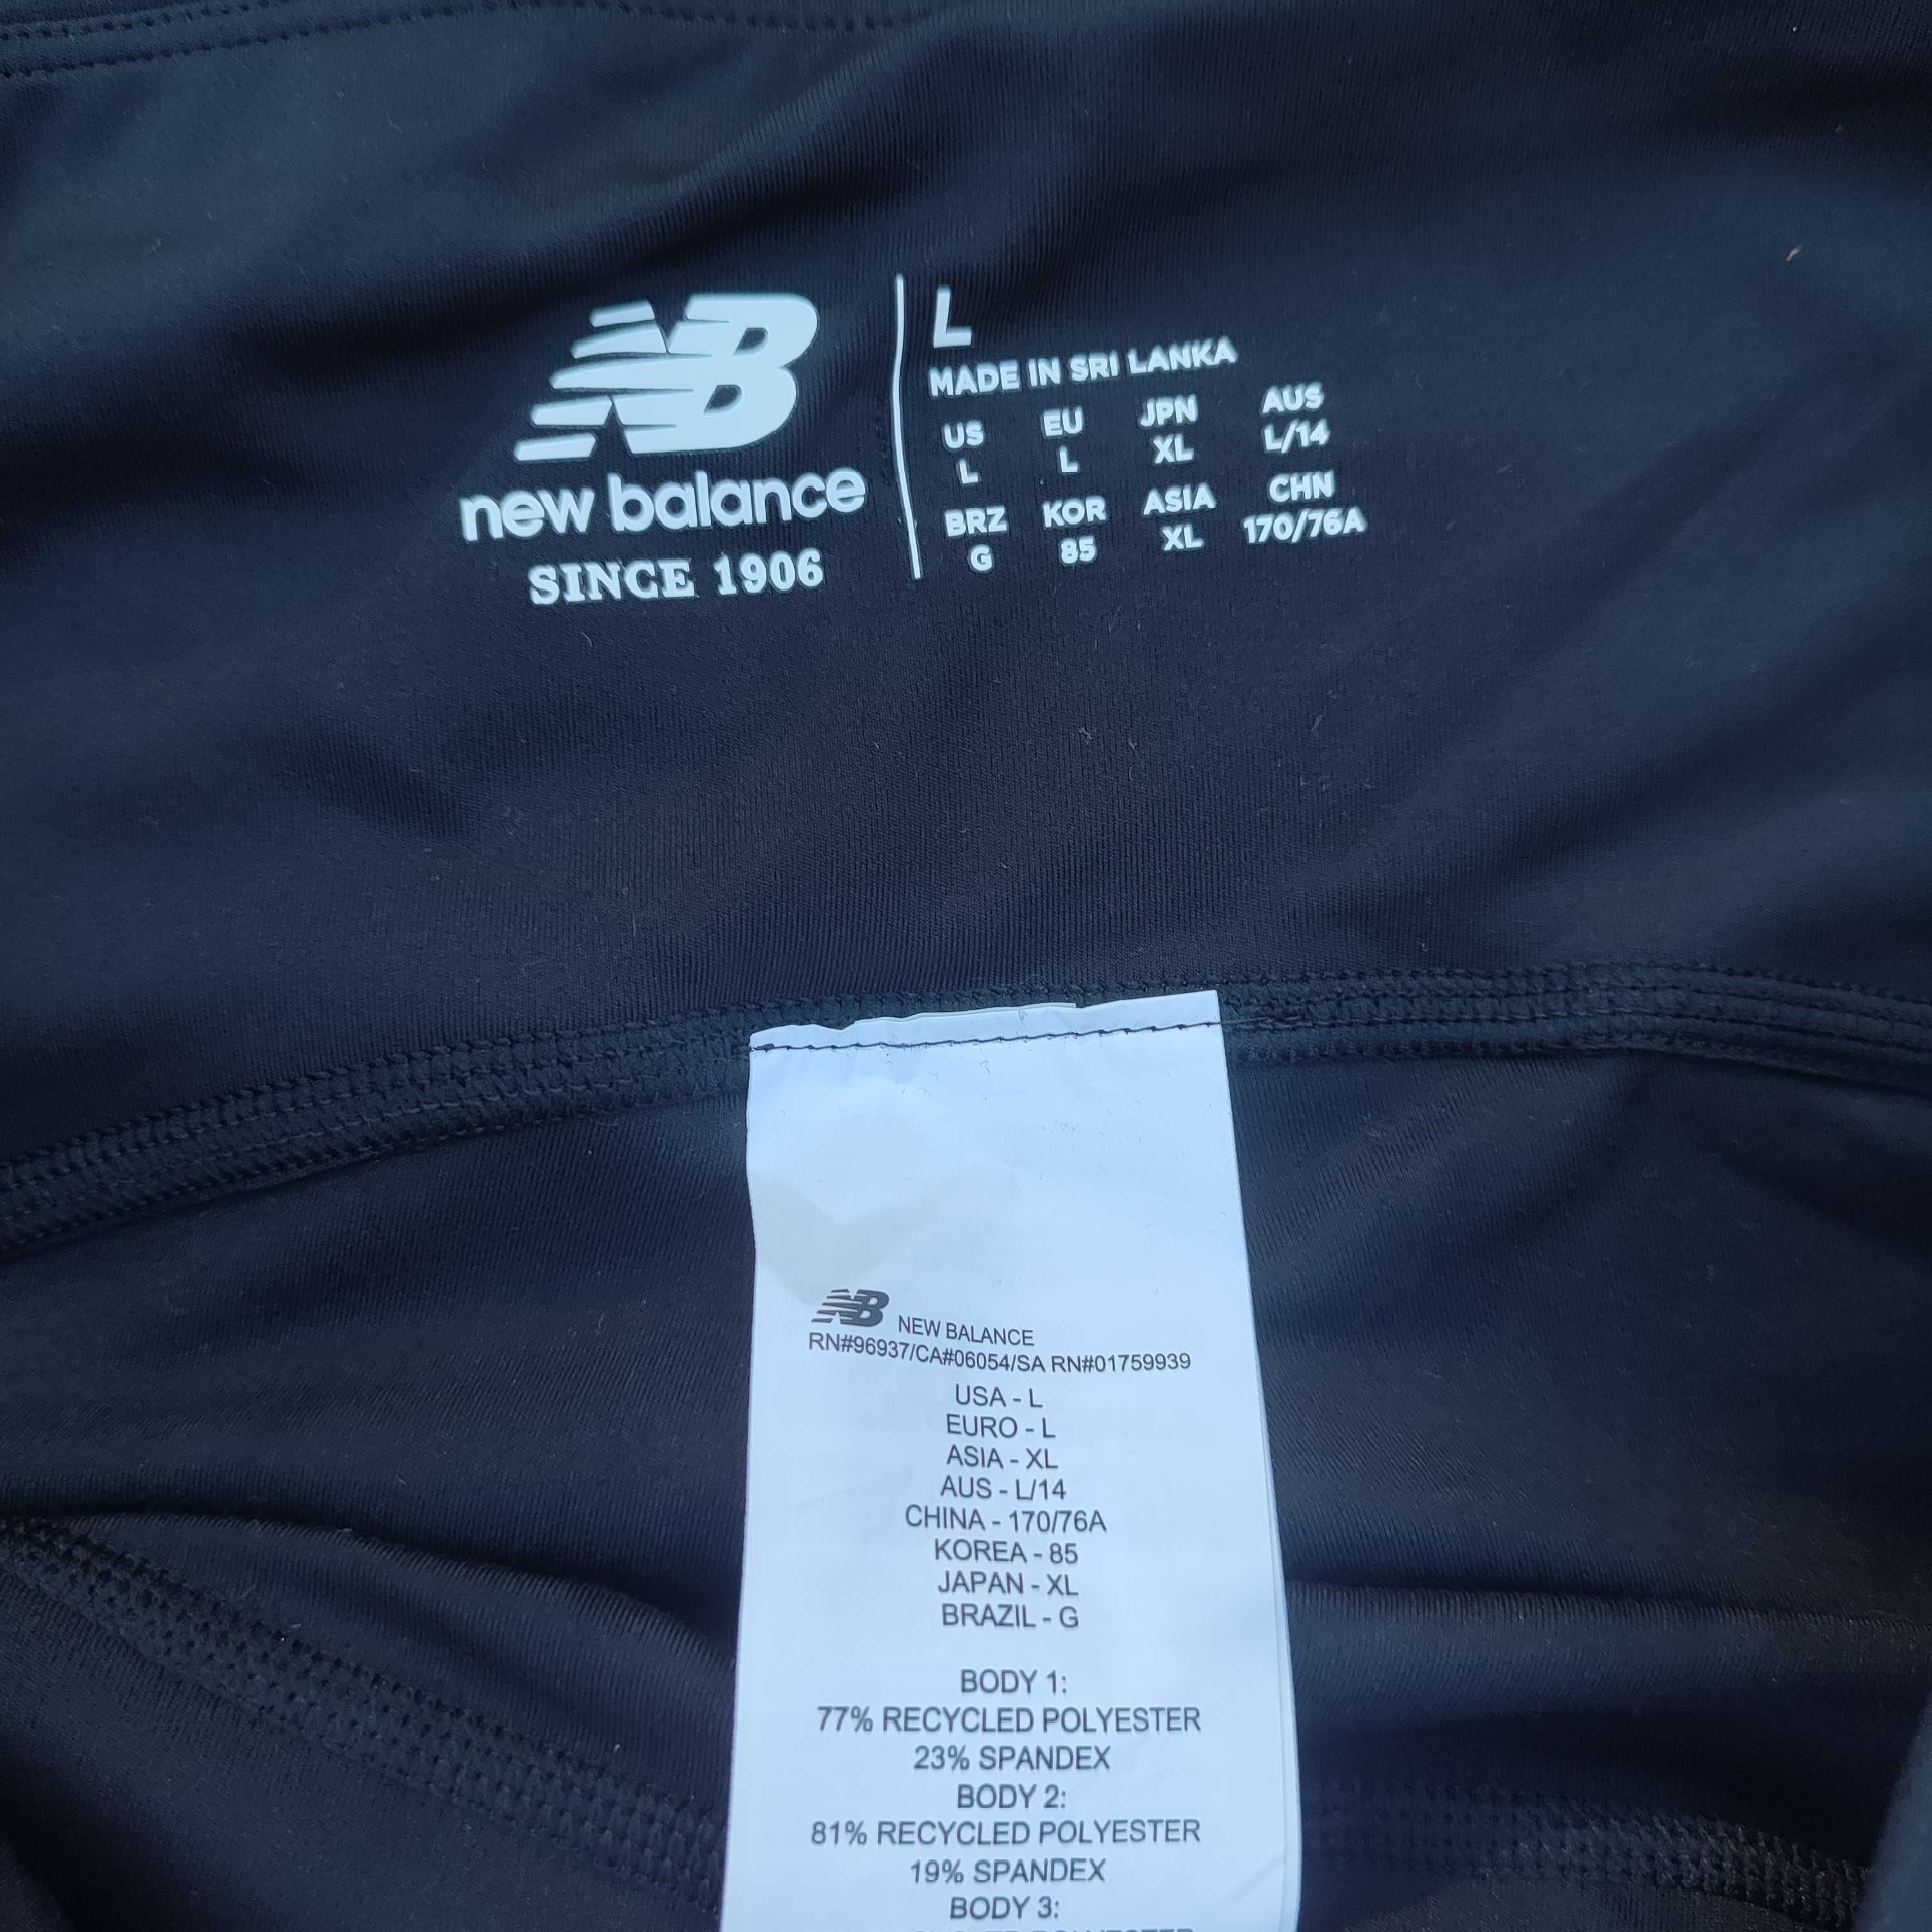 NB
new balance
SINCE 1906
L
MADE IN SRI LANKA
US EU JPN AUS
L L XL L/14
BRZ KOR ASIA CHN
G 85 XL 170/76A
NB NEW BALANCE
RN#96937/CA#06054/SA RN#01759939
USA - L
EURO - L
ASIA - XL
AUS - L/14
CHINA - 170/76A
KOREA - 85
JAPAN - XL
BRAZIL - G
BODY 1:
77% RECYCLED POLYESTER
23% SPANDEX
BODY 2:
81% RECYCLED POLYESTER
19% SPANDEX
BODY 3: